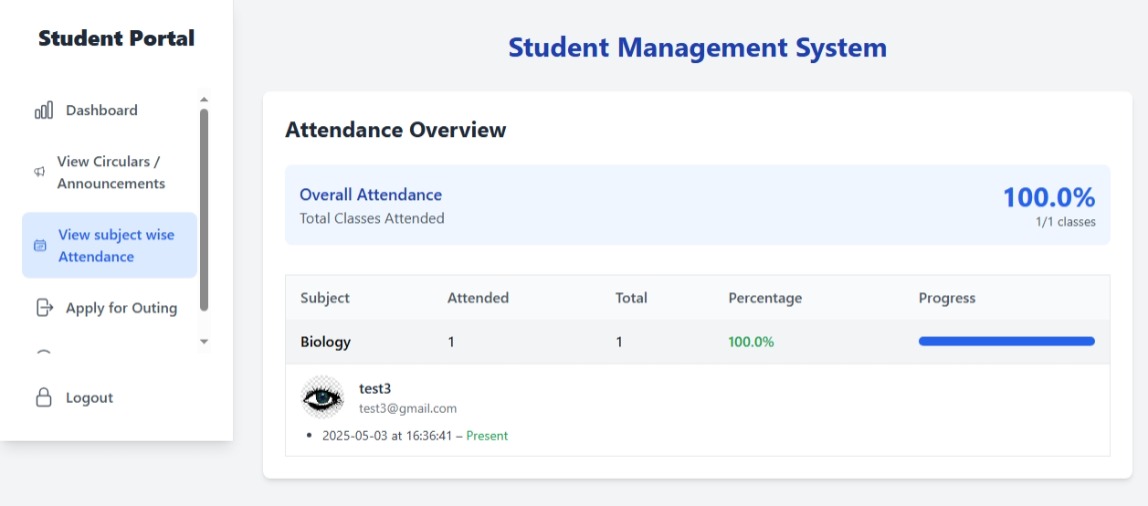 Student Portal
Dashboard
View Circulars /
Announcements
View subject wise
Attendance
Apply for Outing
Logout
Student Management System
Attendance Overview
Overall Attendance
Total Classes Attended
100.0%
1/1 classes
Subject Attended Total Percentage Progress
Biology 1 1 100.0%
test3
test3@gmail.com
• 2025-05-03 at 16:36:41 – Present